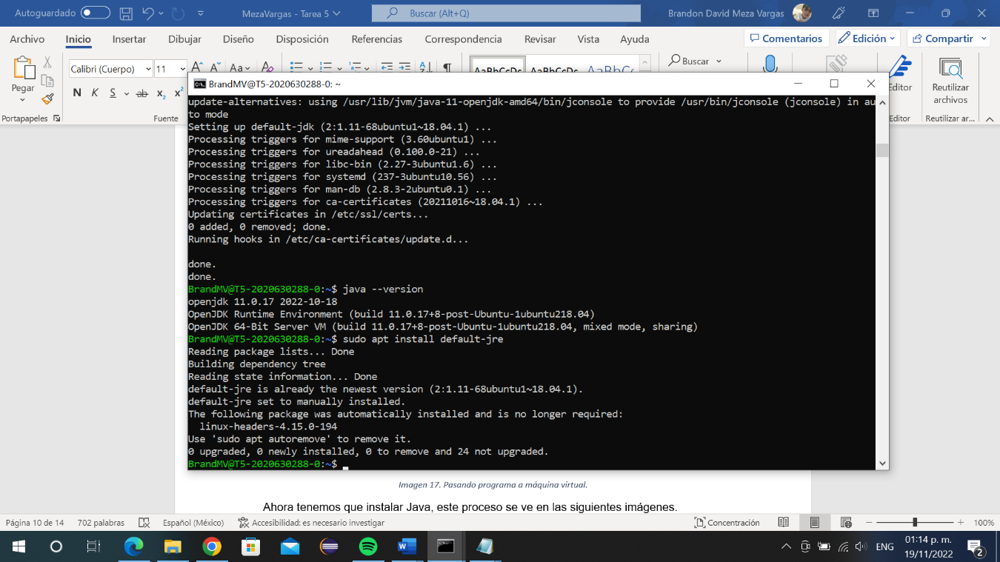 Autoguardado
MezaVargas - Tarea 5
Buscar (Alt+Q)
Brandon David Meza Vargas
Archivo Inicio Insertar Dibujar Diseño Disposición Referencias Correspondencia Revisar Vista Ayuda
Comentarios Edición Compartir
Pegar
Portapapeles
Calibri (Cuerpo) 11
N K S ab x₂ x²
Aa
Fuente
AaBbCcDc AaBbCcDc AaBbC
Buscar
Editor
Editor
Reutilizar
archivos
Reutilizar ar...
BrandMV@T5-2020630288-0: ~
update-alternatives: using /usr/lib/jvm/java-11-openjdk-amd64/bin/jconsole to provide /usr/bin/jconsole (jconsole) in au
to mode
Setting up default-jdk (2:1.11-68ubuntu1~18.04.1) ...
Processing triggers for mime-support (3.60ubuntu1) ...
Processing triggers for ureadahead (0.100.0-21) ...
Processing triggers for libc-bin (2.27-3ubuntu1.6) ...
Processing triggers for systemd (237-3ubuntu10.56) ...
Processing triggers for man-db (2.8.3-2ubuntu0.1) ...
Processing triggers for ca-certificates (20211016~18.04.1) ...
Updating certificates in /etc/ssl/certs...
0 added, 0 removed; done.
Running hooks in /etc/ca-certificates/update.d...
done.
done.
BrandMV@T5-2020630288-0:~$ java --version
openjdk 11.0.17 2022-10-18
OpenJDK Runtime Environment (build 11.0.17+8-post-Ubuntu-1ubuntu218.04)
OpenJDK 64-Bit Server VM (build 11.0.17+8-post-Ubuntu-1ubuntu218.04, mixed mode, sharing)
BrandMV@T5-2020630288-0:~$ sudo apt install default-jre
Reading package lists... Done
Building dependency tree
Reading state information... Done
default-jre is already the newest version (2:1.11-68ubuntu1~18.04.1).
default-jre set to manually installed.
The following package was automatically installed and is no longer required:
linux-headers-4.15.0-194
Use 'sudo apt autoremove' to remove it.
0 upgraded, 0 newly installed, 0 to remove and 24 not upgraded.
BrandMV@T5-2020630288-0:~$
Imagen 17. Pasando programa a máquina virtual.
Ahora tenemos que instalar Java, este proceso se ve en las siguientes imágenes.
Página 10 de 14 702 palabras Español (México) Accesibilidad: es necesario investigar Concentración 100%
ENG
01:14 p. m.
19/11/2022
2